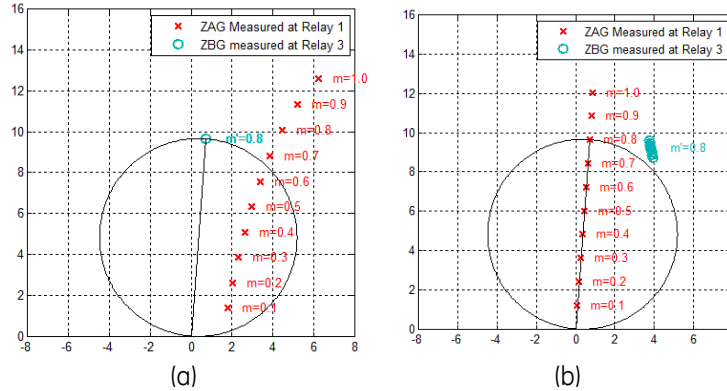 16
14
12
10
8
6
4
2
0
-8
-6
-4
-2
0
2
4
6
8
ZAG Measured at Relay 1
ZBG measured at Relay 3
m=1.0
m=0.9
m=0.8
m=0.7
m=0.6
m=0.5
m=0.4
m=0.3
m=0.2
m=0.1
m'=0.8
(a)
16
14
12
10
8
6
4
2
0
-8
-6
-4
-2
0
2
4
6
8
ZAG Measured at Relay 1
ZBG Measured at Relay 3
m=1.0
m=0.9
m=0.8
m=0.7
m=0.6
m=0.5
m=0.4
m=0.3
m=0.2
m=0.1
m'=0.8
(b)